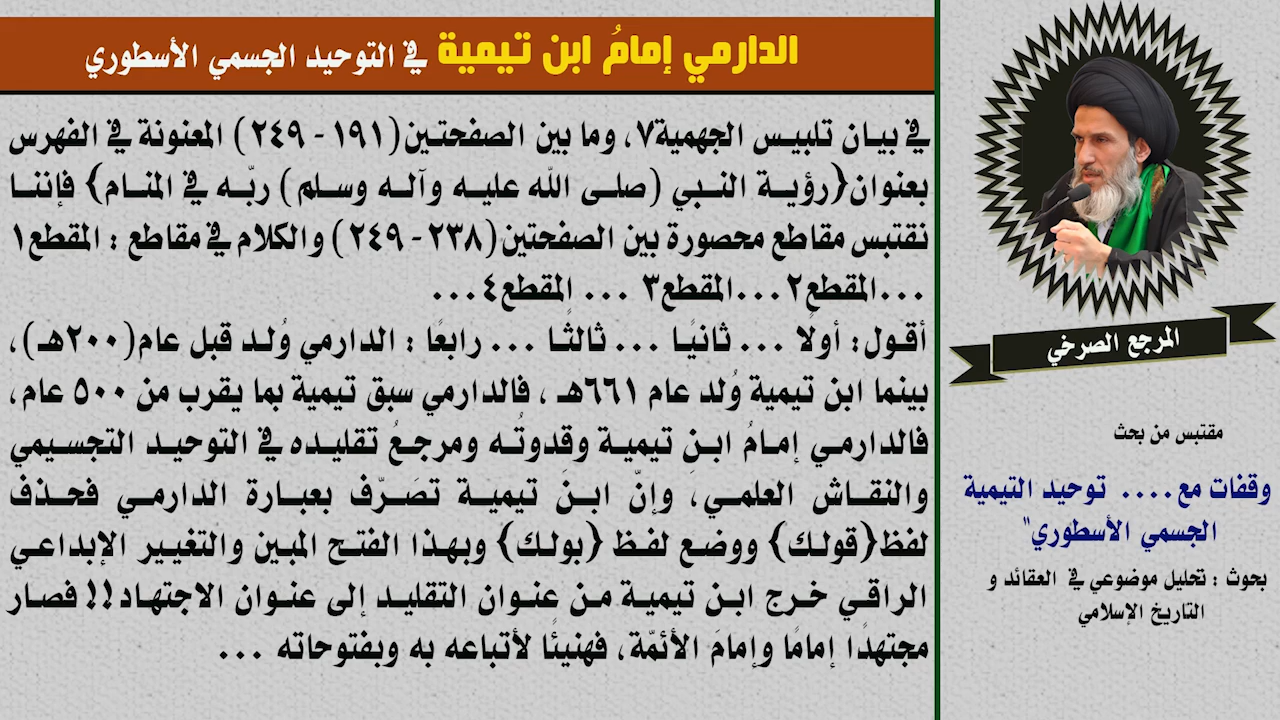 الدارمي إمامُ ابن تيمية في التوحيد الجسمي الأسطوري
في بيان تلبيس الجهمية٧، وما بين الصفحتين(١٩١ - ٢٤٩) المعنونة في الفهرس
بعنوان{رؤية النبي (صلى الله عليه وآله وسلم) ربّه في المنام} فإننا
نقتبس مقاطع محصورة بين الصفحتين(٢٣٨ - ٢٤٩) والكلام في مقاطع : المقطع١
...المقطع٢...المقطع٣ ... المقطع٤...
أقول: أولًا ... ثانيًا ... ثالثًا ... رابعًا : الدارمي وُلد قبل عام(٢٠٠هـ)،
بينما ابن تيمية وُلد عام ٦٦١هـ ، فالدارمي سبق تيمية بما يقرب من ٥٠٠ عام،
فالدارمي إمامُ ابن تيمية وقدوتُه ومرجعُ تقليده في التوحيد التجسيمي
والنقاش العلمي، وإنّ ابنَ تيمية تصَرّف بعبارة الدارمي فحذف
لفظ{قولك} ووضع لفظ {بولك} وبهذا الفتح المبين والتغيير الإبداعي
الراقي خرج ابن تيمية من عنوان التقليد إلى عنوان الاجتهاد!! فصار
مجتهدًا إمامًا وإمامَ الأئمّة، فهنيئًا لأتباعه به وبفتوحاته ...
المرجع الصرخي
مقتبس من بحث
وقفات مع.... توحيد التيمية
الجسمي الأسطوري"
بحوث : تحليل موضوعي في العقائد و
التاريخ الإسلامي